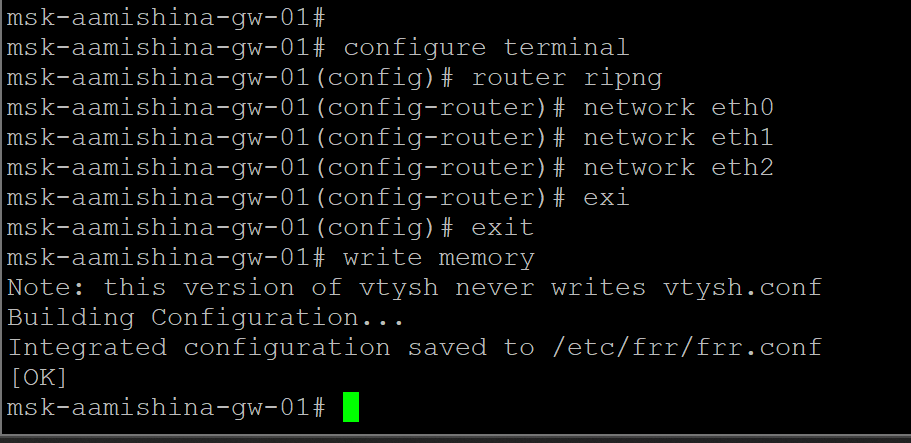 msk-aamishina-gw-01#
msk-aamishina-gw-01# configure terminal
msk-aamishina-gw-01(config)# router ripng
msk-aamishina-gw-01(config-router)# network eth0
msk-aamishina-gw-01(config-router)# network eth1
msk-aamishina-gw-01(config-router)# network eth2
msk-aamishina-gw-01(config-router)# exi
msk-aamishina-gw-01(config)# exit
msk-aamishina-gw-01# write memory
Note: this version of vtysh never writes vtysh.conf
Building Configuration...
Integrated configuration saved to /etc/frr/frr.conf
[OK]
msk-aamishina-gw-01#